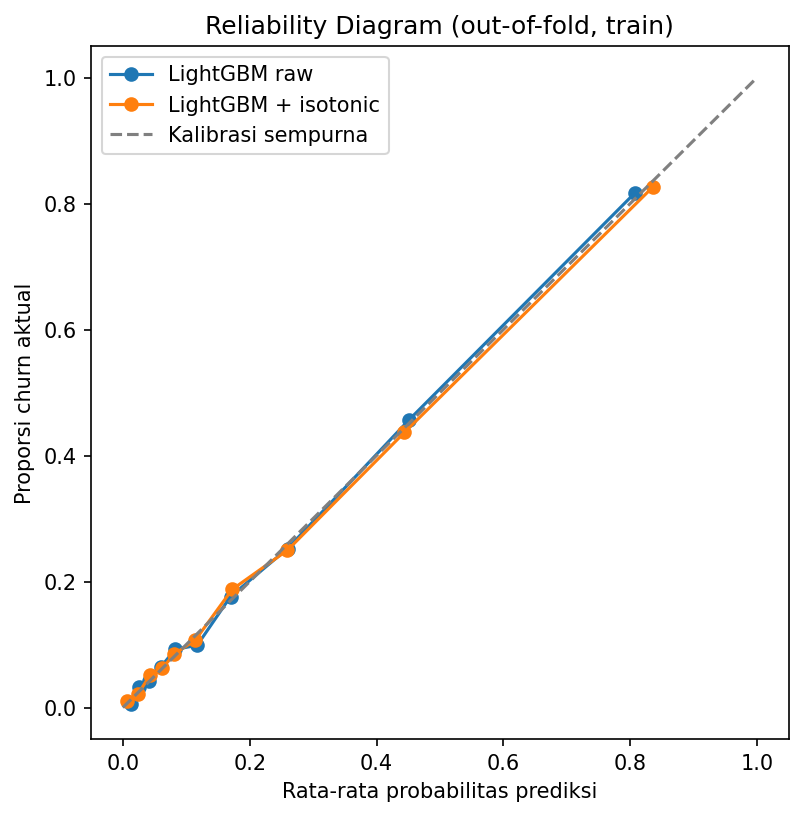 Reliability Diagram (out-of-fold, train)
LightGBM raw
LightGBM + isotonic
Kalibrasi sempurna
Proporsi churn aktual
1.0
0.8
0.6
0.4
0.2
0.0
0.0 0.2 0.4 0.6 0.8 1.0
Rata-rata probabilitas prediksi